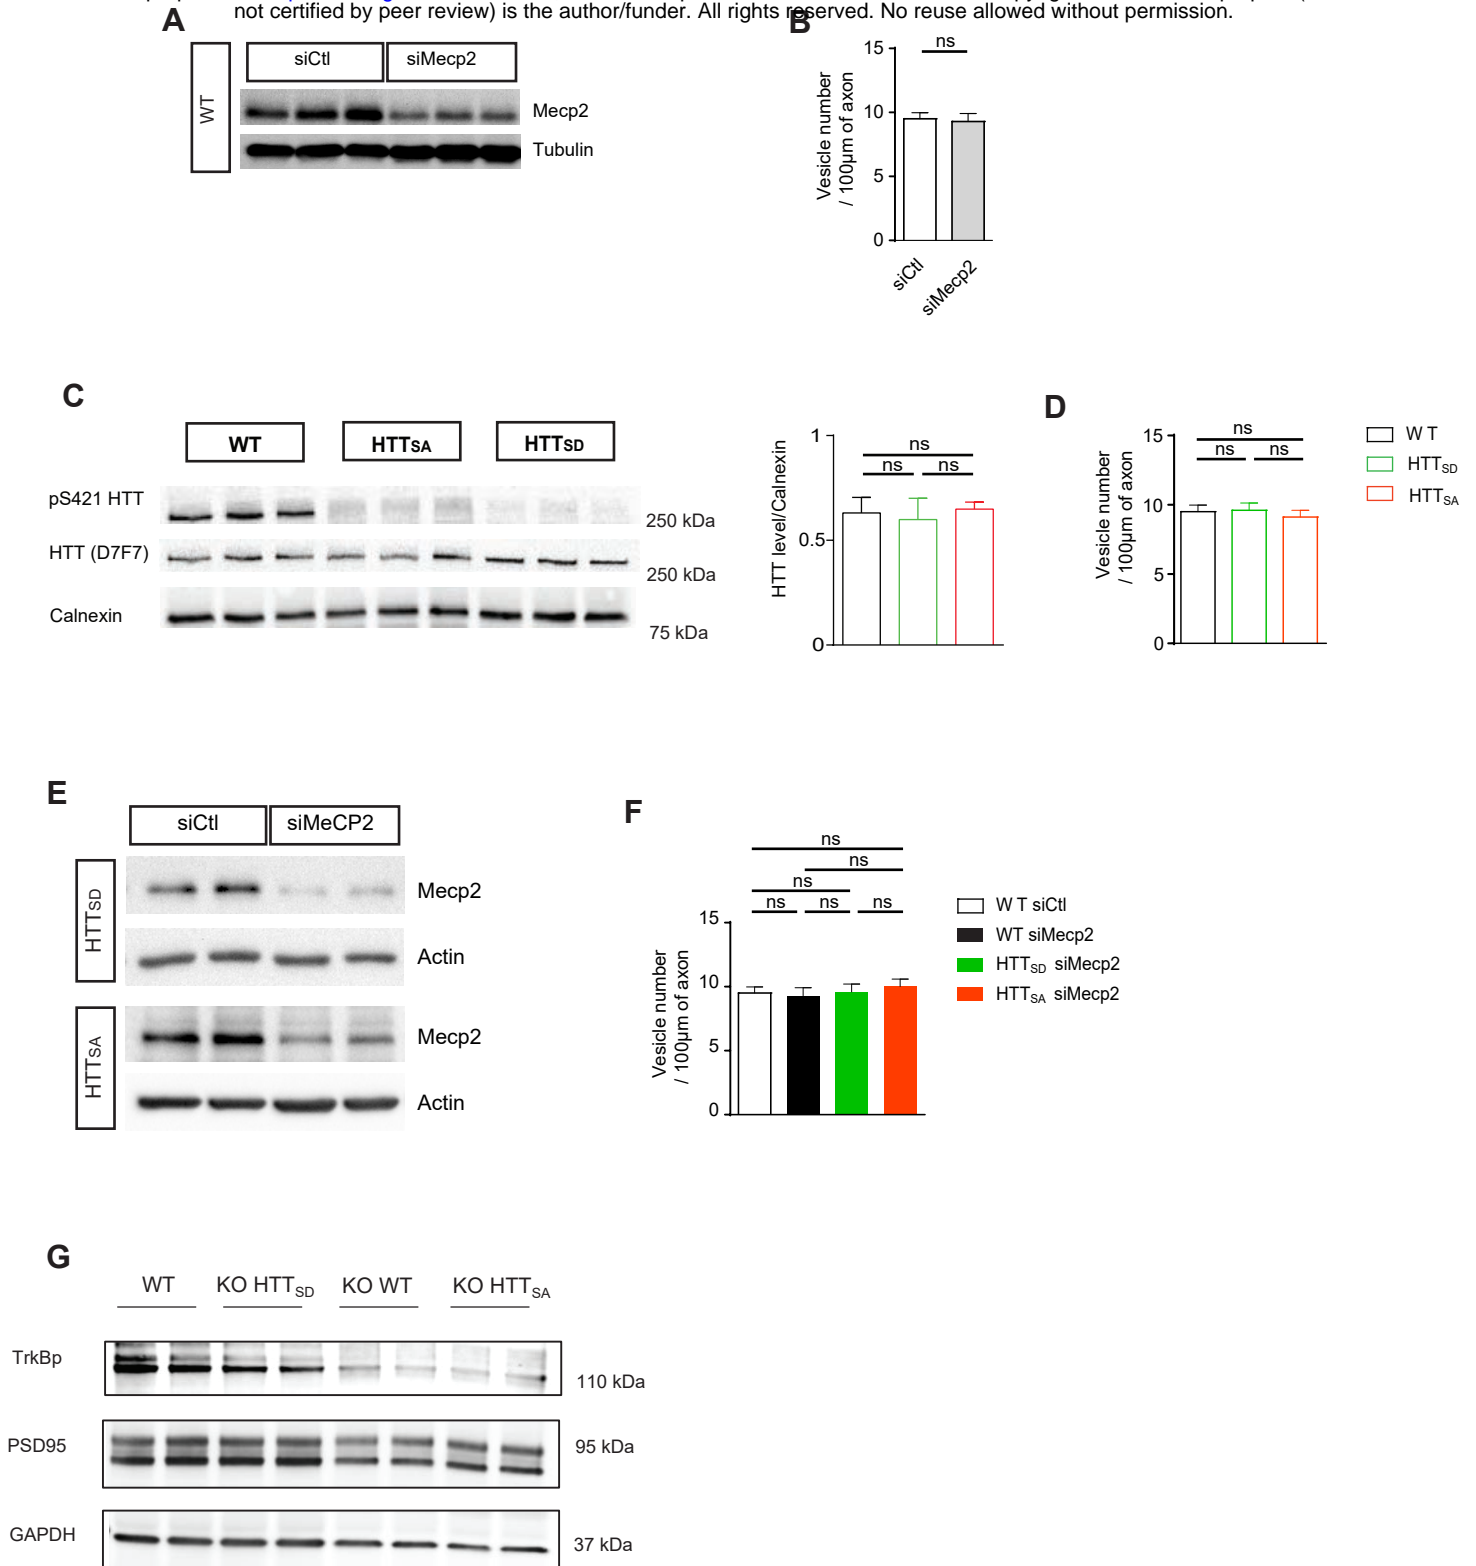 not certified by peer review) is the author/funder. All rights reserved. No reuse allowed without permission.
A
B
siCtl
siMecp2
WT
Mecp2
Tubulin
ns
15
10
5
0
Vesicle number
/ 100µm of axon
siCtl
siMecp2
C
WT
HTTSA
HTTSD
pS421 HTT
250 kDa
HTT (D7F7)
250 kDa
Calnexin
75 kDa
HTT level/Calnexin
1
0.5
0
ns
ns
ns
D
Vesicle number
/ 100µm of axon
15
10
5
0
ns
ns
ns
W T
HTTSD
HTTSA
E
siCtl
siMeCP2
HTTSD
Mecp2
Actin
HTTSA
Mecp2
Actin
F
ns
ns
ns
ns
ns
ns
15
10
5
0
Vesicle number
/ 100µm of axon
W T siCtl
WT siMecp2
HTTSD siMecp2
HTTSA siMecp2
G
WT
KO HTTSD
KO WT
KO HTTSA
TrkBp
110 kDa
PSD95
95 kDa
GAPDH
37 kDa